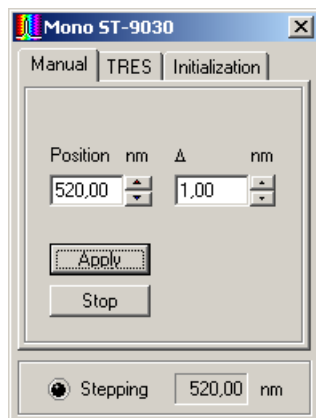 Mono ST-9030
Manual TRES Initialization
Position nm Δ nm
520,00 1,00
Apply
Stop
Stepping 520,00 nm